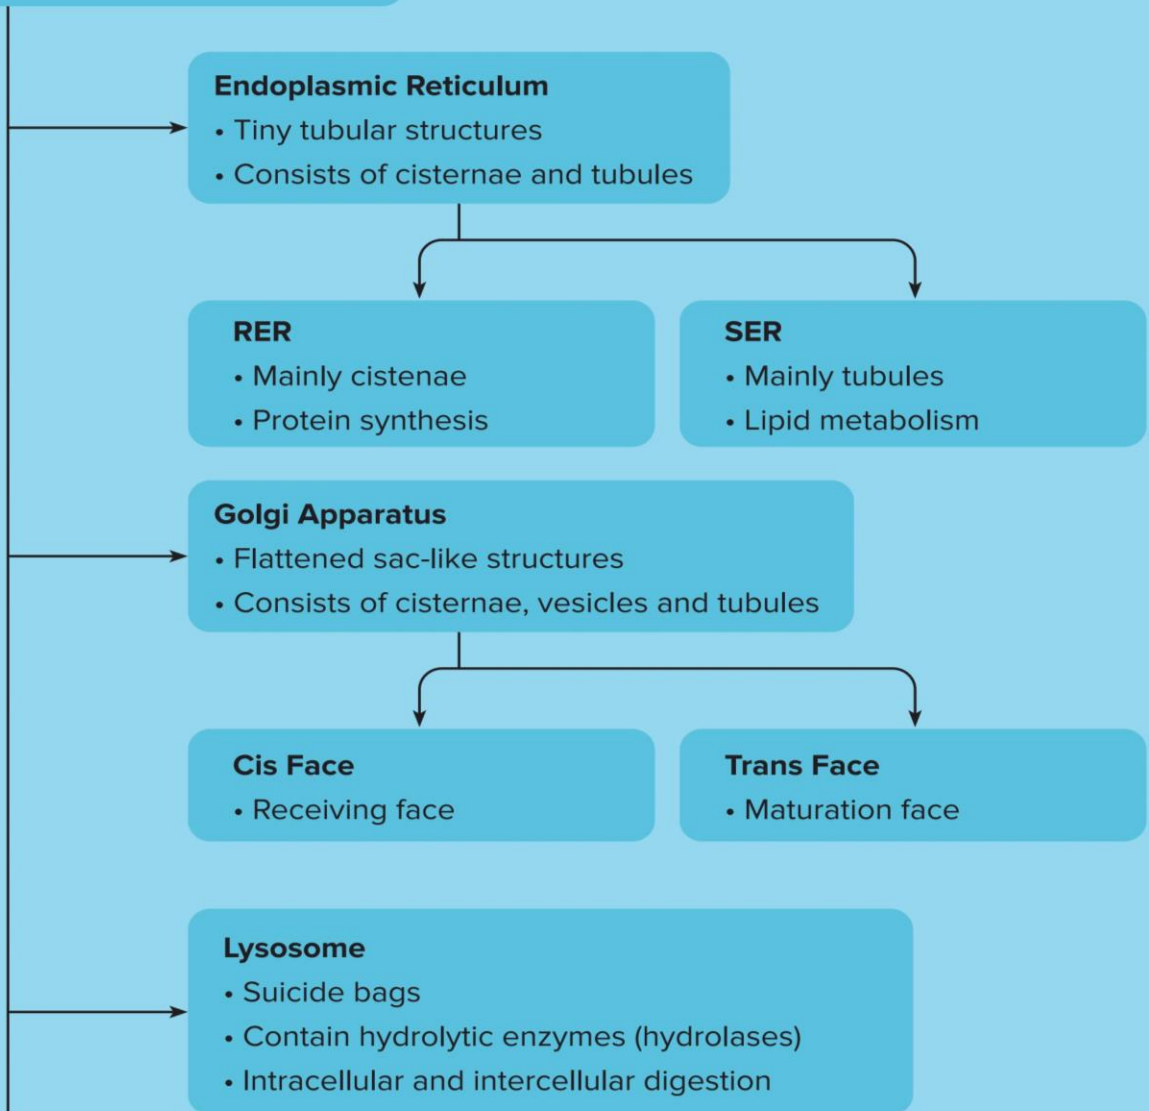 Endoplasmic Reticulum
• Tiny tubular structures
• Consists of cisternae and tubules
RER
• Mainly cistenae
• Protein synthesis
SER
• Mainly tubules
• Lipid metabolism
Golgi Apparatus
• Flattened sac-like structures
• Consists of cisternae, vesicles and tubules
Cis Face
• Receiving face
Trans Face
• Maturation face
Lysosome
• Suicide bags
• Contain hydrolytic enzymes (hydrolases)
• Intracellular and intercellular digestion